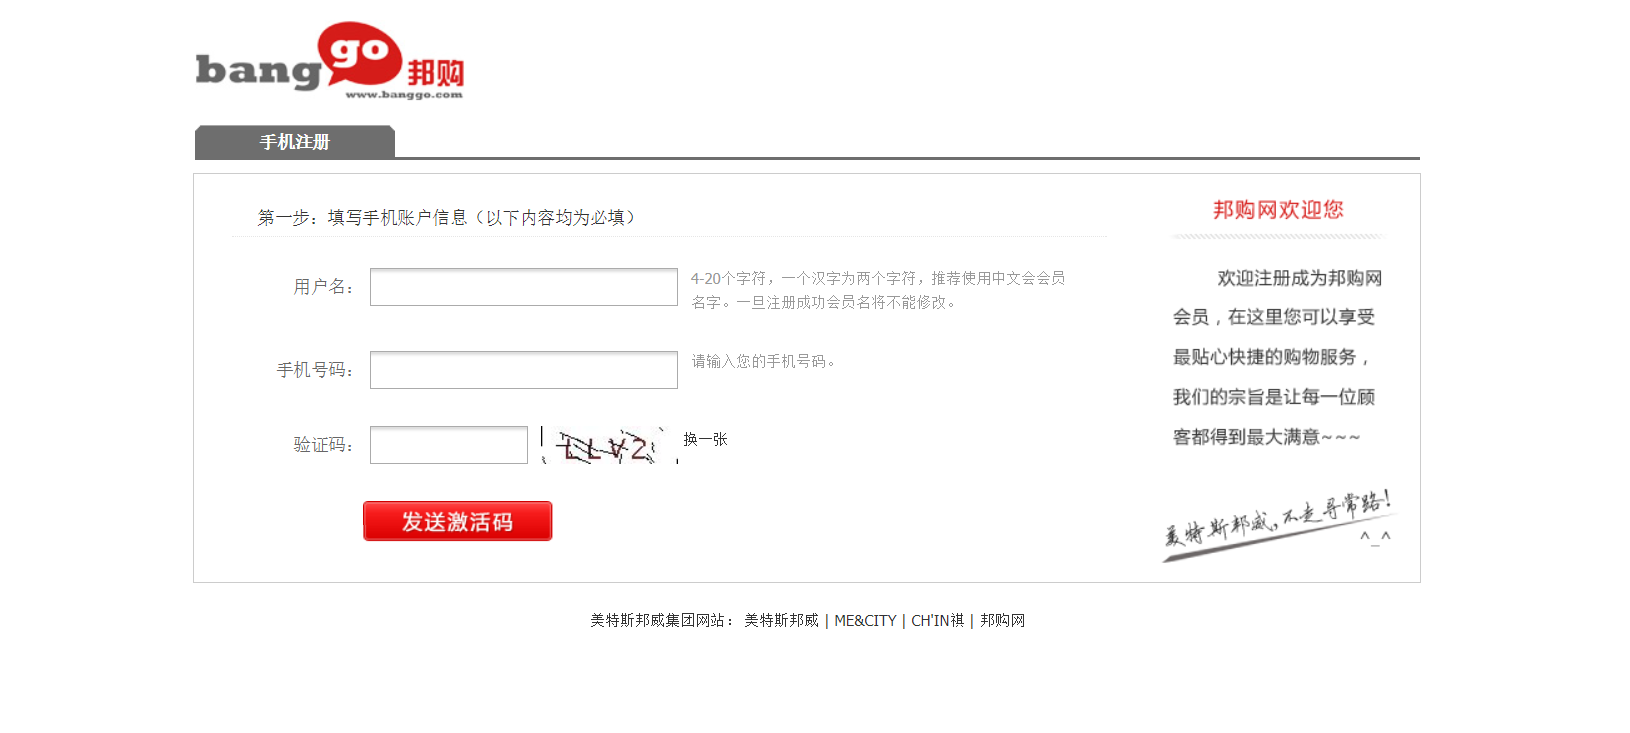 bang go 邦购
www.banggo.com
手机注册
第一步：填写手机账户信息（以下内容均为必填）
用户名：
4-20个字符，一个汉字为两个字符，推荐使用中文会会员
名字。一旦注册成功会员名将不能修改。
手机号码：
请输入您的手机号码。
验证码：
换一张
发送激活码
邦购网欢迎您
欢迎注册成为邦购网
会员，在这里您可以享受
最贴心快捷的购物服务，
我们的宗旨是让每一位顾
客都得到最大满意~~~
美特斯邦威,不走寻常路!
^_^
美特斯邦威集团网站： 美特斯邦威 | ME&CITY | CH'IN祺 | 邦购网